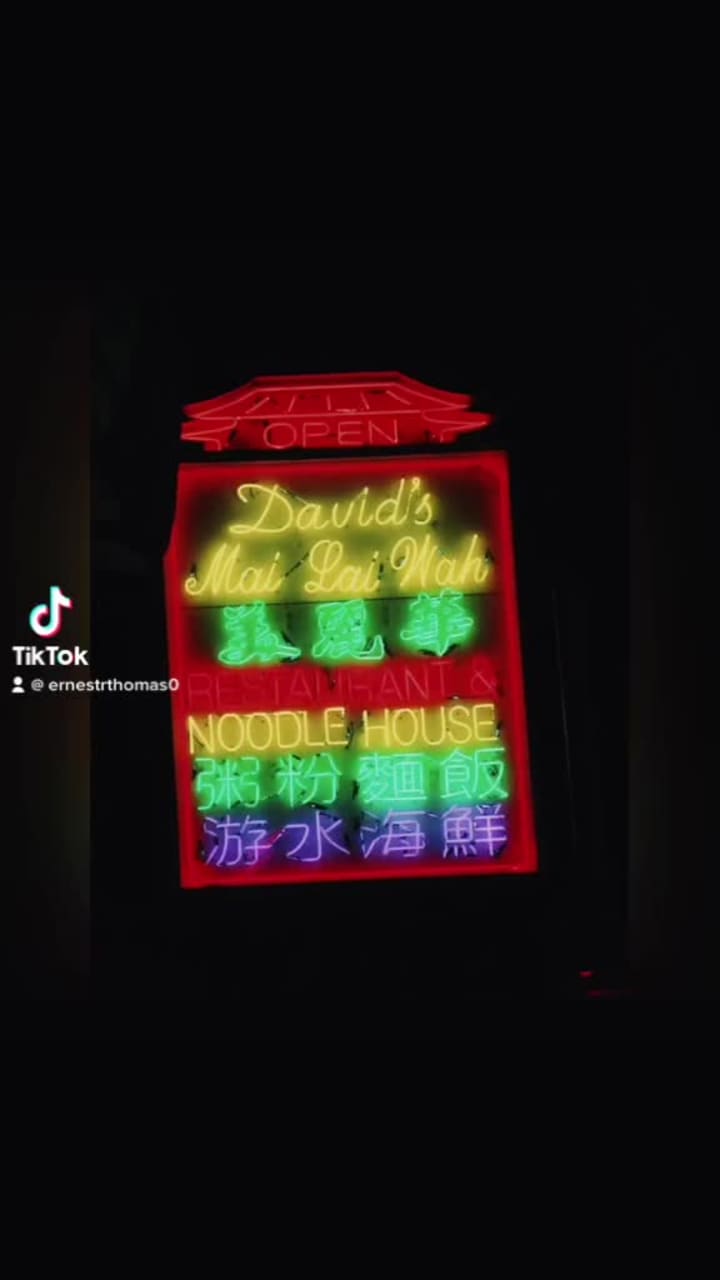 OPEN
David's
Mai Lai Wah
美麗華
RESTAURANT &
NOODLE HOUSE
粥粉麵飯
游水海鮮
TikTok
@ernestrthomas0